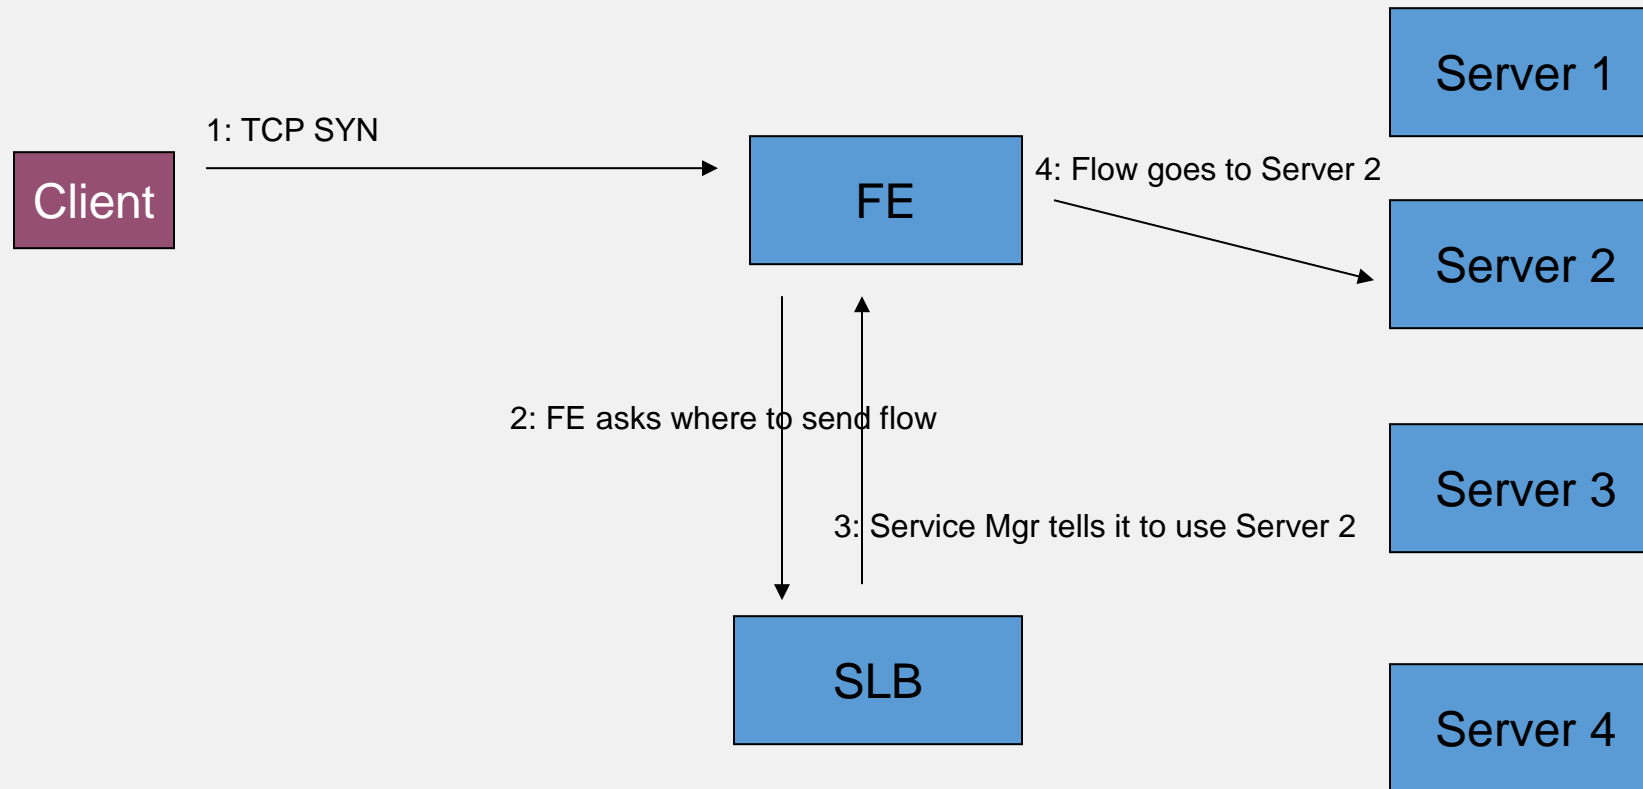 Server 1
1: TCP SYN
Client
FE
4: Flow goes to Server 2
Server 2
2: FE asks where to send flow
Server 3
3: Service Mgr tells it to use Server 2
SLB
Server 4